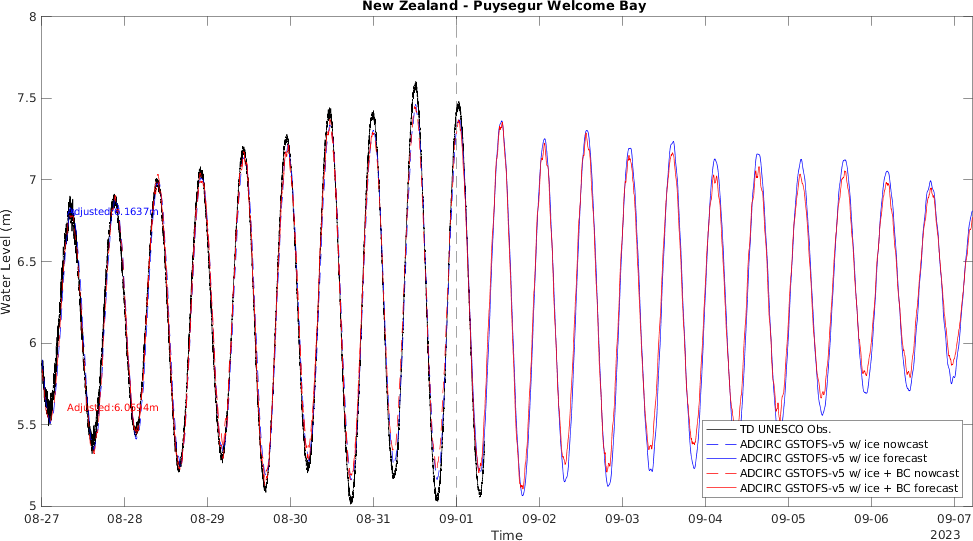 New Zealand - Puysegur Welcome Bay
8
7.5
7
6.5
6
5.5
5
Water Level (m)
Adjusted:6.1637m
Adjusted:6.0594m
TD UNESCO Obs.
ADCIRC GSTOFS-v5 w/ ice nowcast
ADCIRC GSTOFS-v5 w/ ice forecast
ADCIRC GSTOFS-v5 w/ ice + BC nowcast
ADCIRC GSTOFS-v5 w/ ice + BC forecast
08-27 08-28 08-29 08-30 08-31 09-01 09-02 09-03 09-04 09-05 09-06 09-07
2023
Time